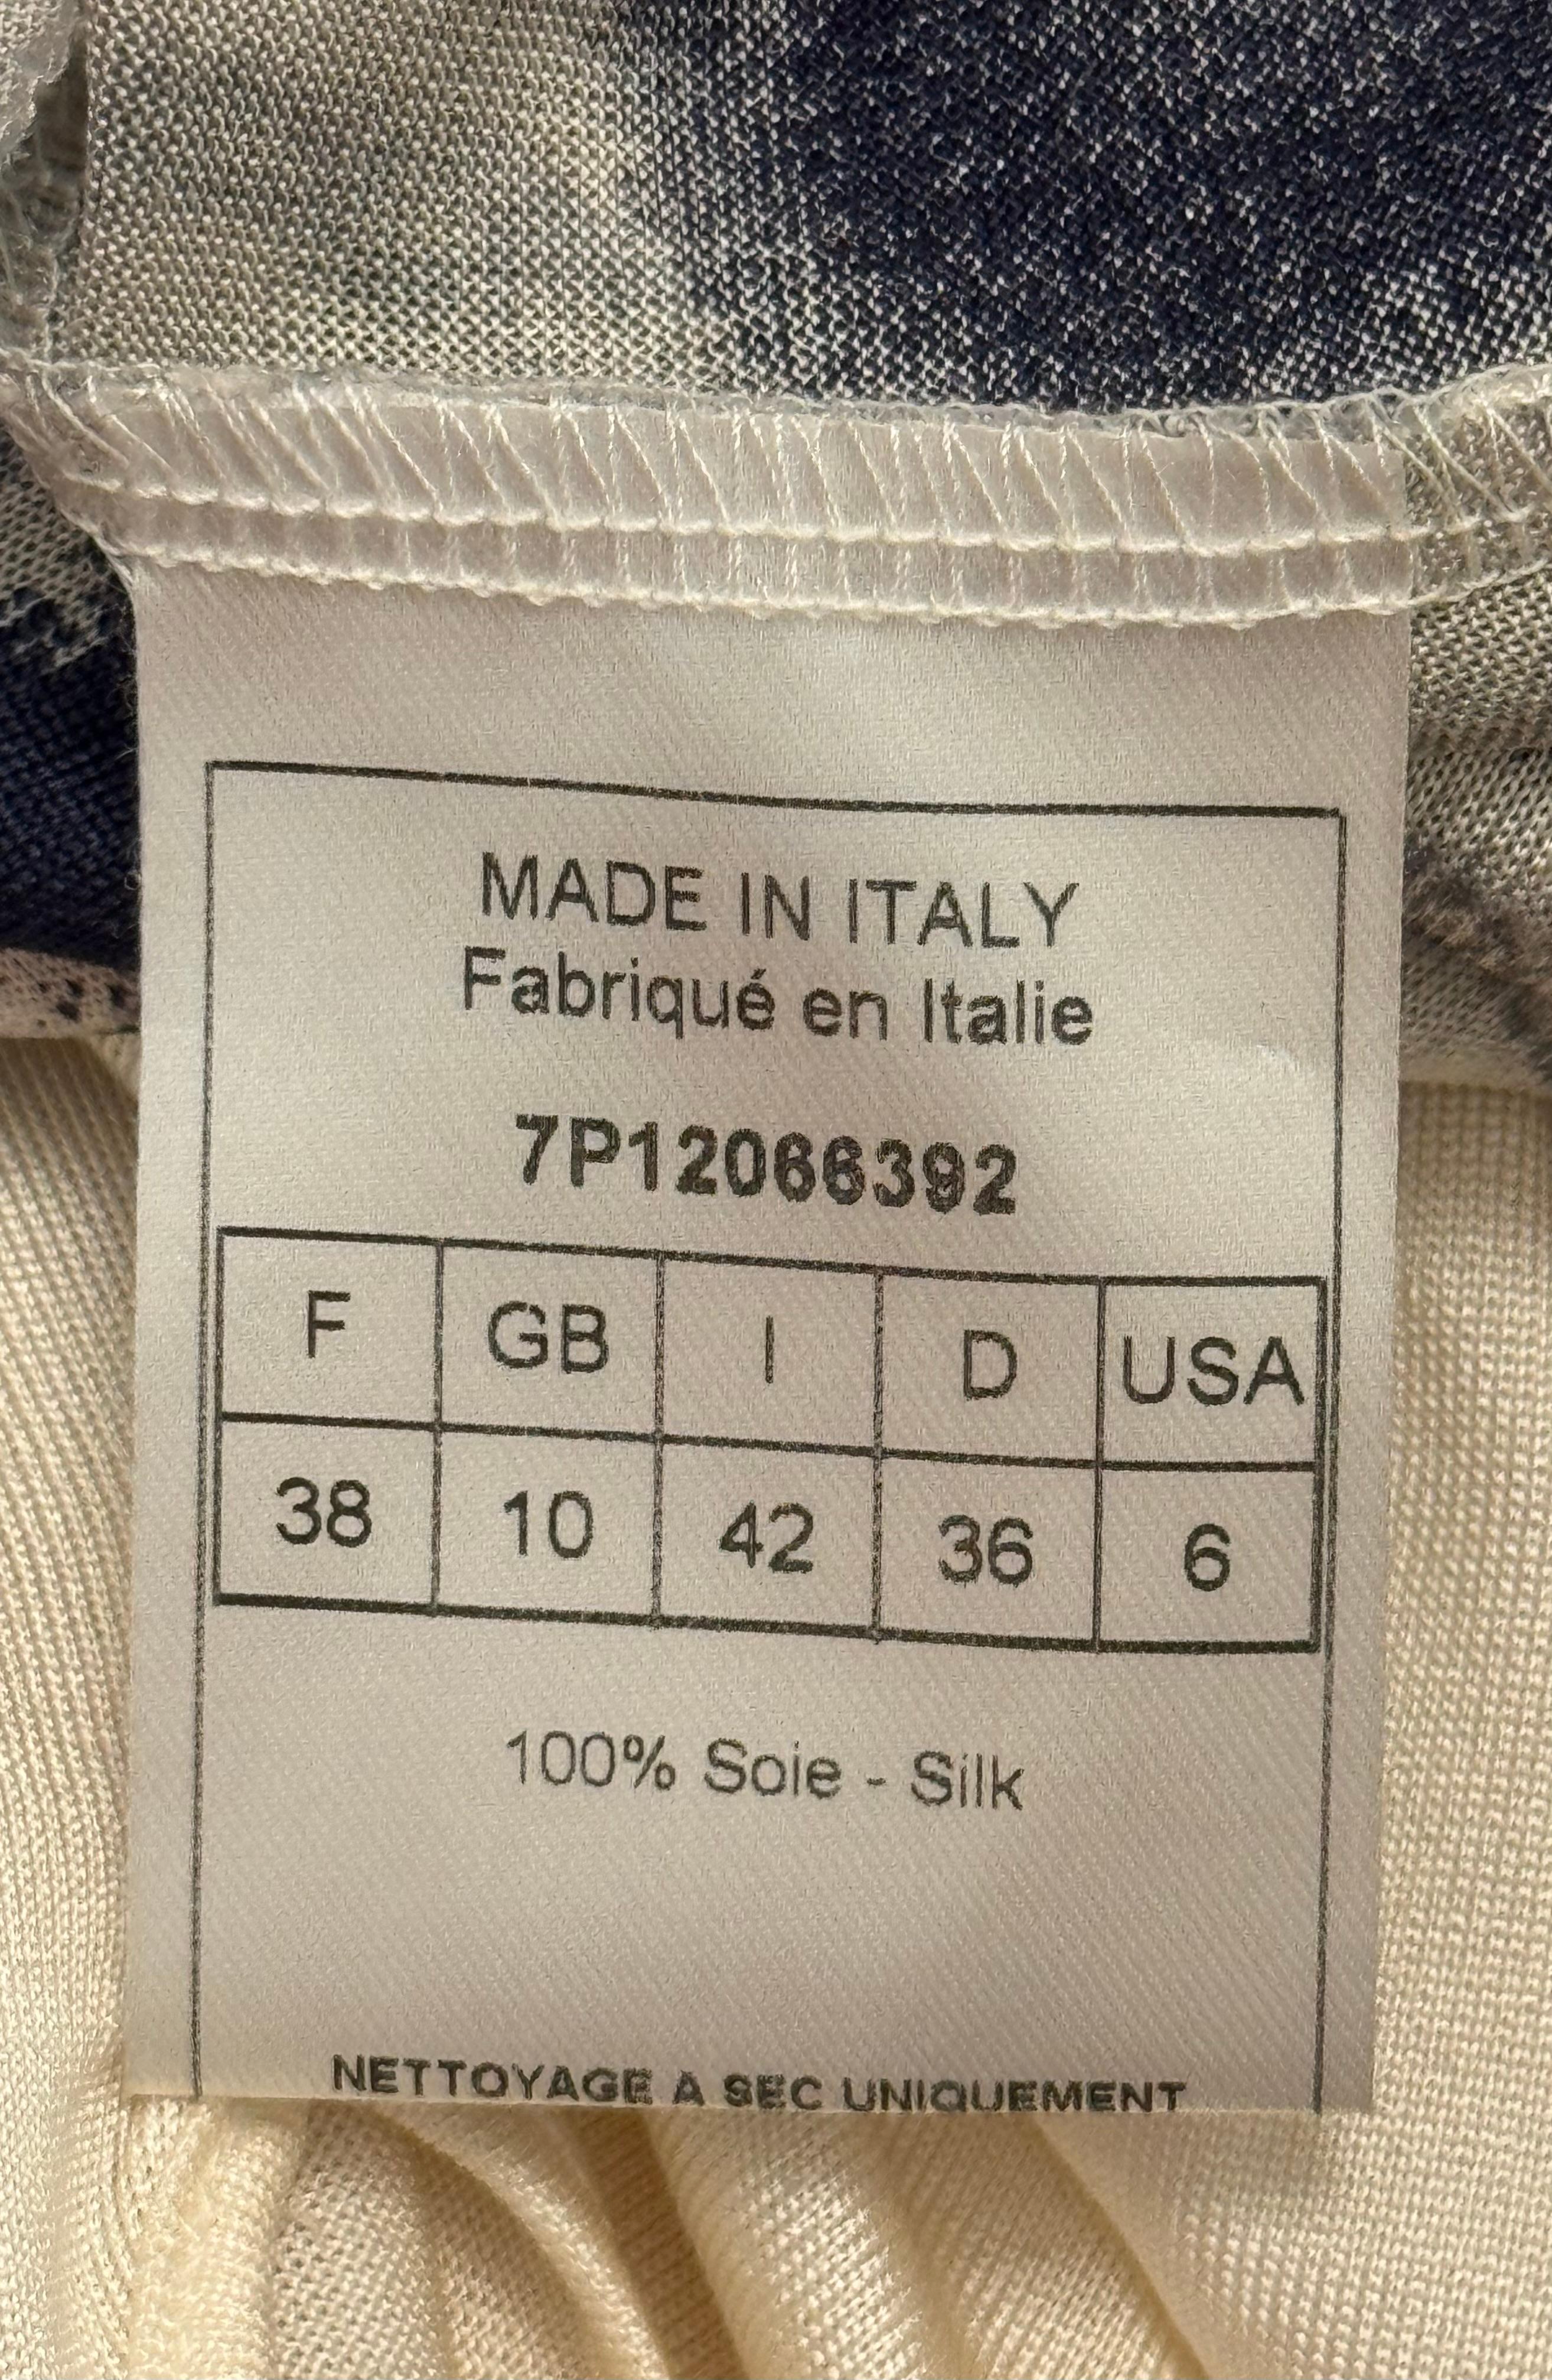 MADE IN ITALY
Fabriqué en Italie
7P12066392
F GB I D USA
38 10 42 36 6
100% Soie - Silk
NETTOYAGE A SEC UNIQUEMENT